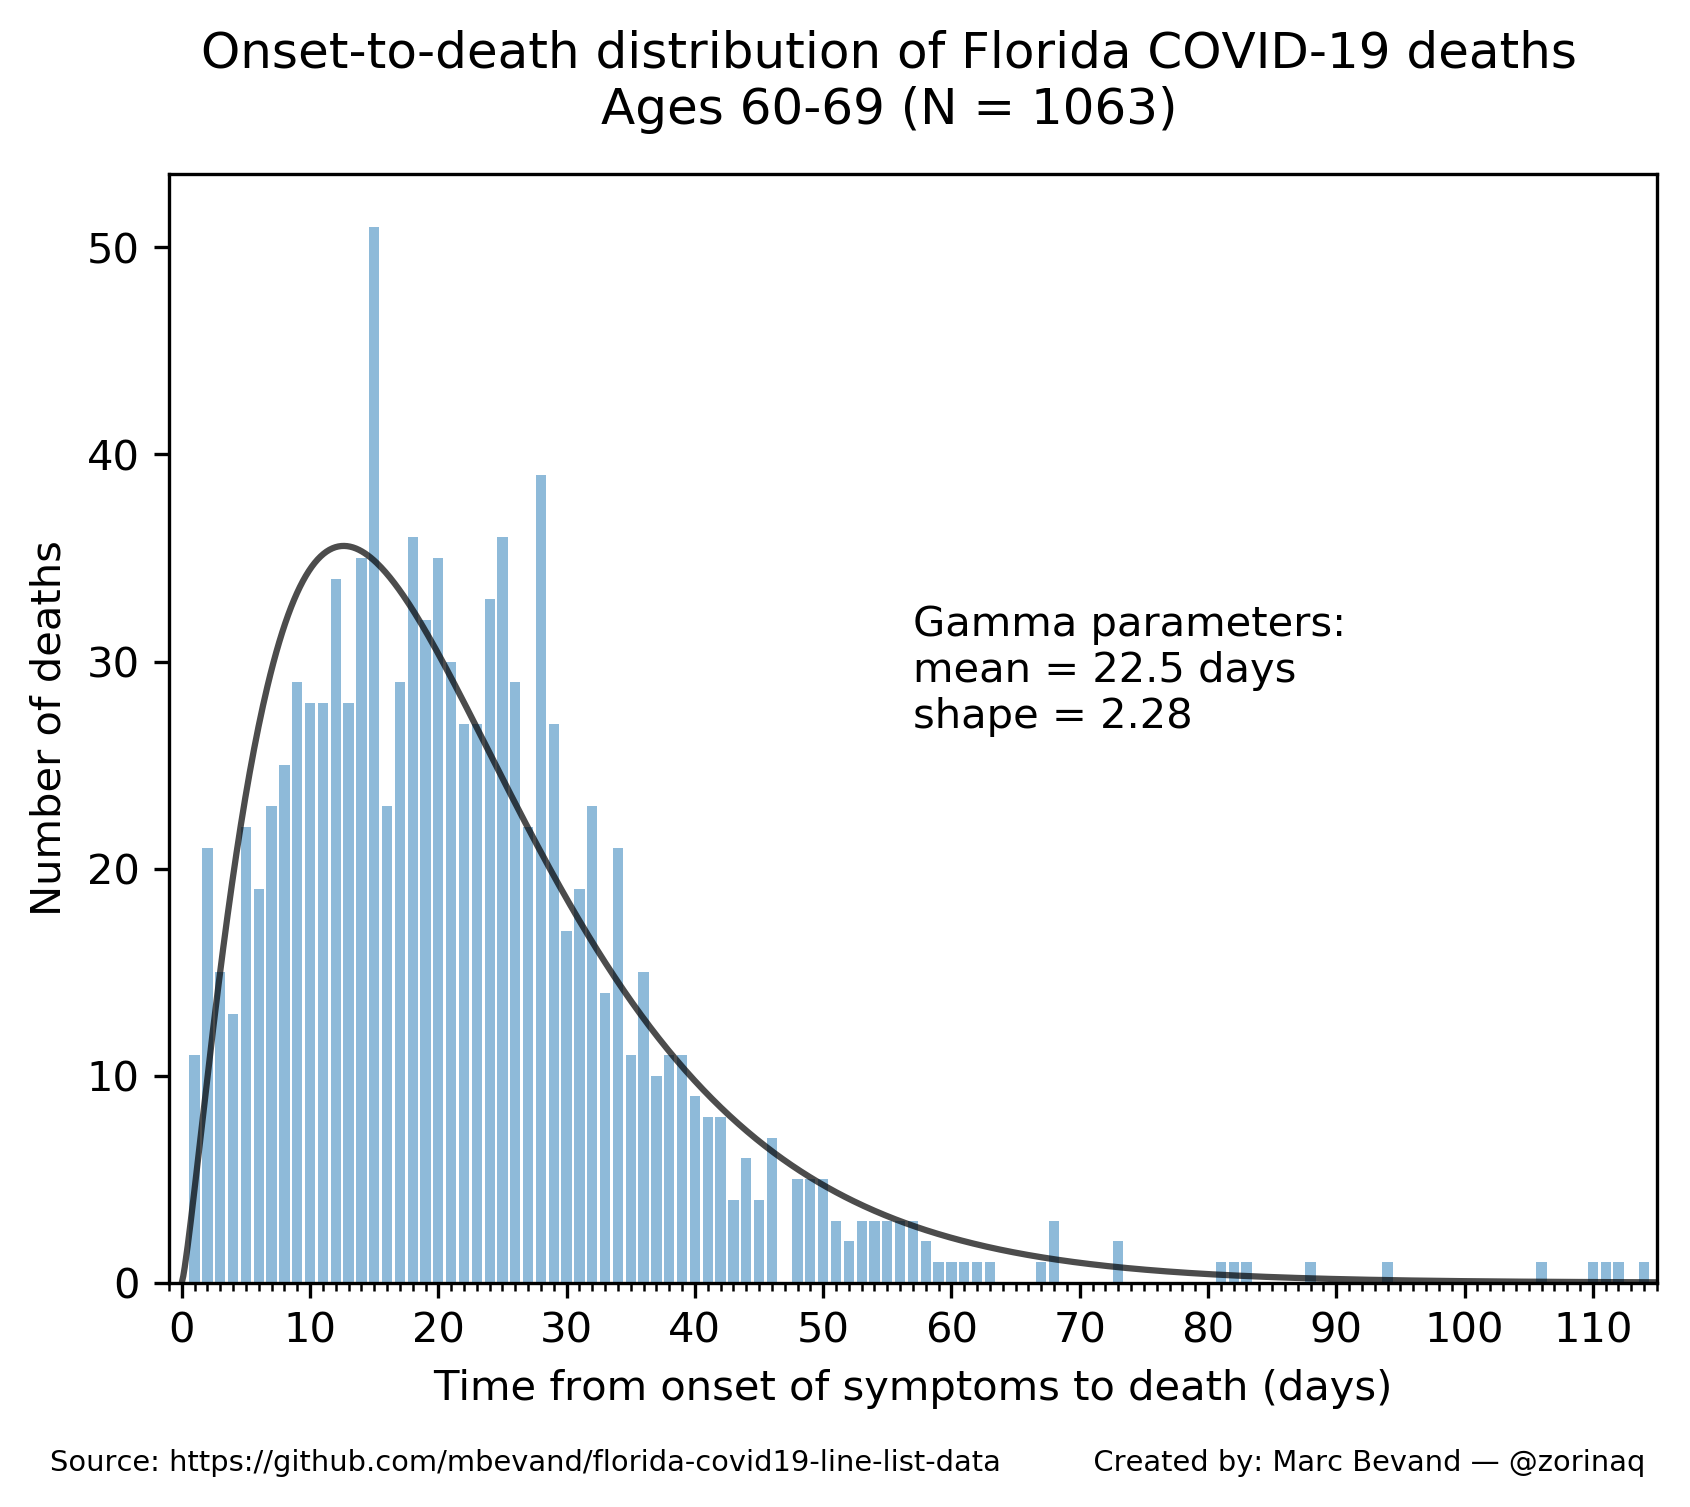 Onset-to-death distribution of Florida COVID-19 deaths
Ages 60-69 (N = 1063)
Number of deaths
50
40
30
20
10
0
Gamma parameters:
mean = 22.5 days
shape = 2.28
0 10 20 30 40 50 60 70 80 90 100 110
Time from onset of symptoms to death (days)
Source: https://github.com/mbevand/florida-covid19-line-list-data
Created by: Marc Bevand — @zorinaq